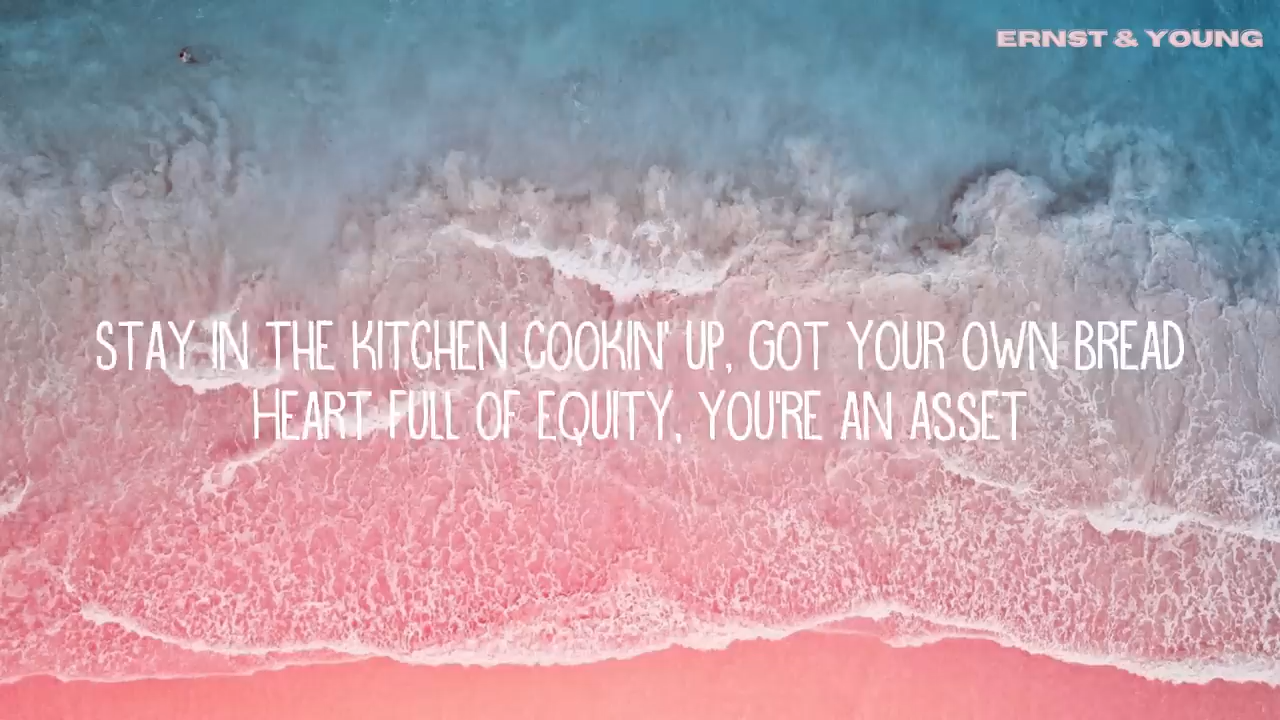 ERNST & YOUNG
STAY IN THE KITCHEN COOKIN' UP, GOT YOUR OWN BREAD
HEART FULL OF EQUITY, YOU'RE AN ASSET